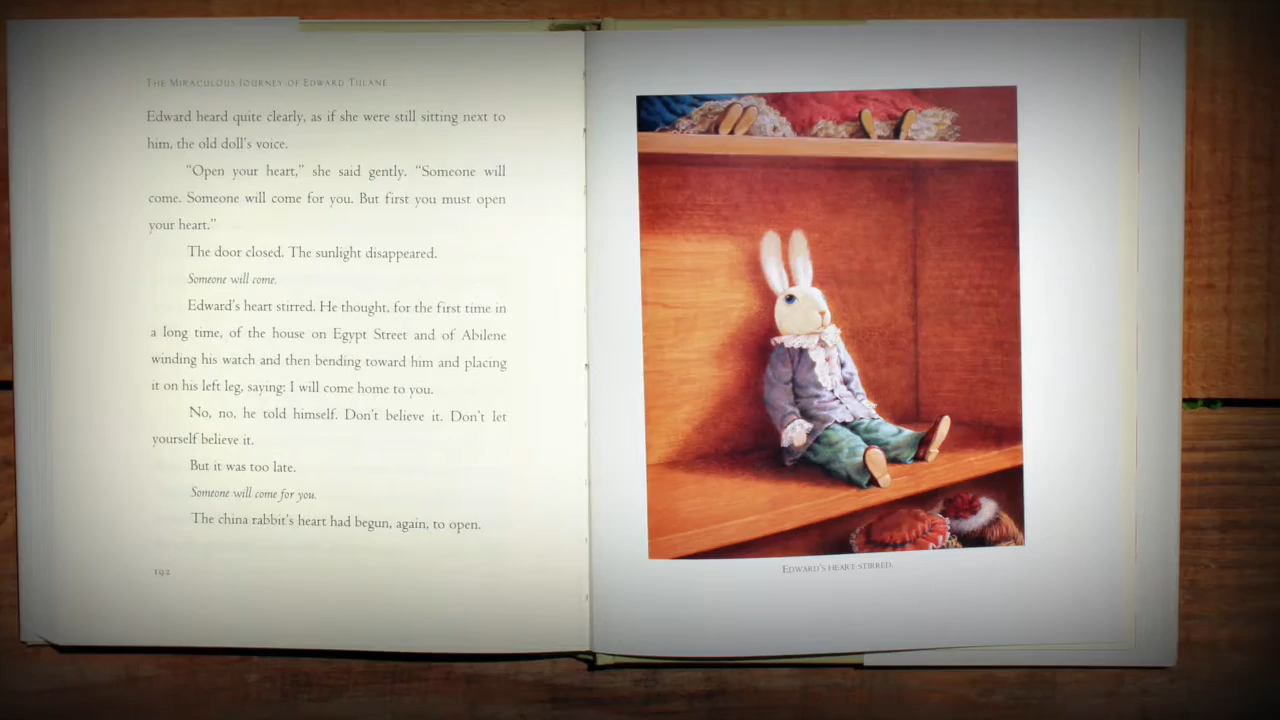 The Miraculous Journey of Edward Tulane
Edward heard quite clearly, as if she were still sitting next to
him, the old doll's voice.
“Open your heart,” she said gently. “Someone will
come. Someone will come for you. But first you must open
your heart.”
The door closed. The sunlight disappeared.
Someone will come.
Edward's heart stirred. He thought, for the first time in
a long time, of the house on Egypt Street and of Abilene
winding his watch and then bending toward him and placing
it on his left leg, saying: I will come home to you.
No, no, he told himself. Don't believe it. Don't let
yourself believe it.
But it was too late.
Someone will come for you.
The china rabbit's heart had begun, again, to open.
192
Edward's heart stirred.